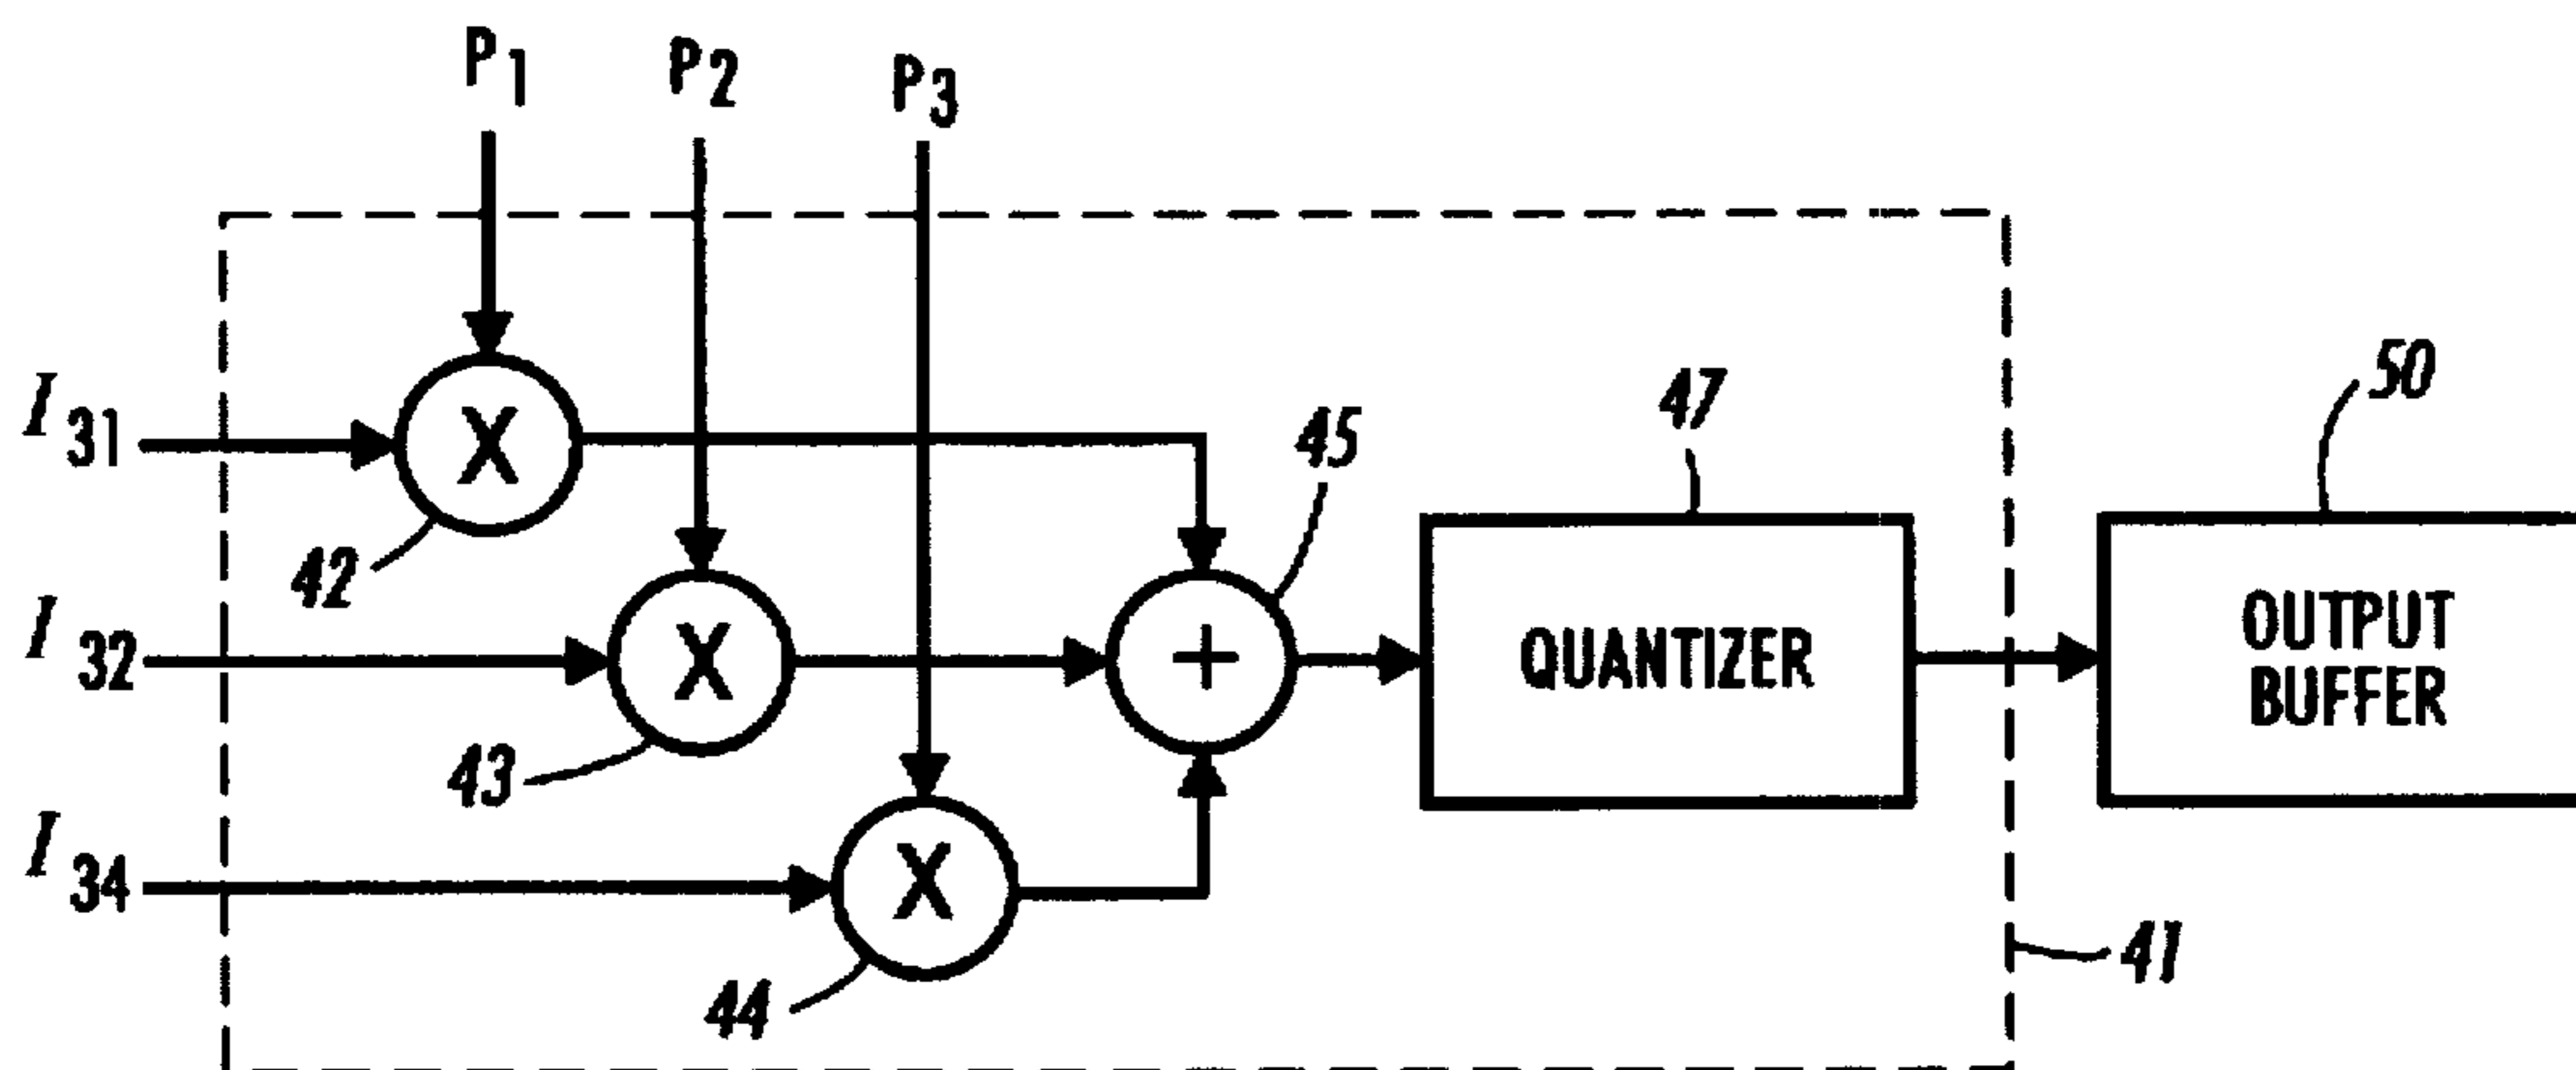 P1
P2
P3
I31
42
I32
43
I34
44
45
47
QUANTIZER
50
OUTPUT
BUFFER
41
X
X
X
+